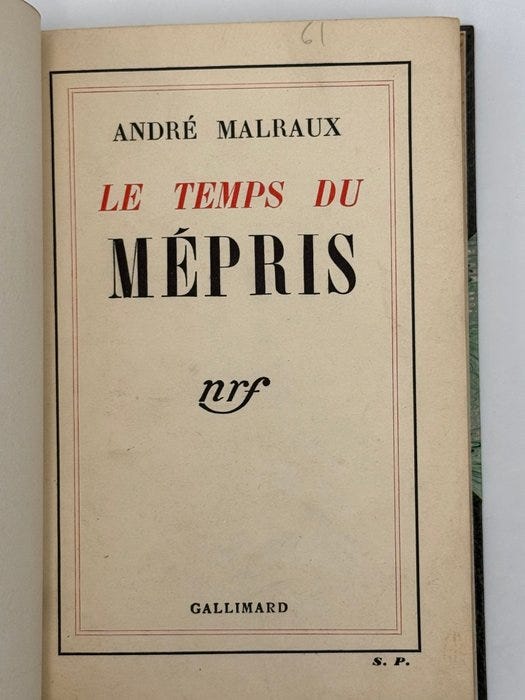 61
ANDRÉ MALRAUX
LE TEMPS DU
MÉPRIS
nrf
GALLIMARD
S. P.